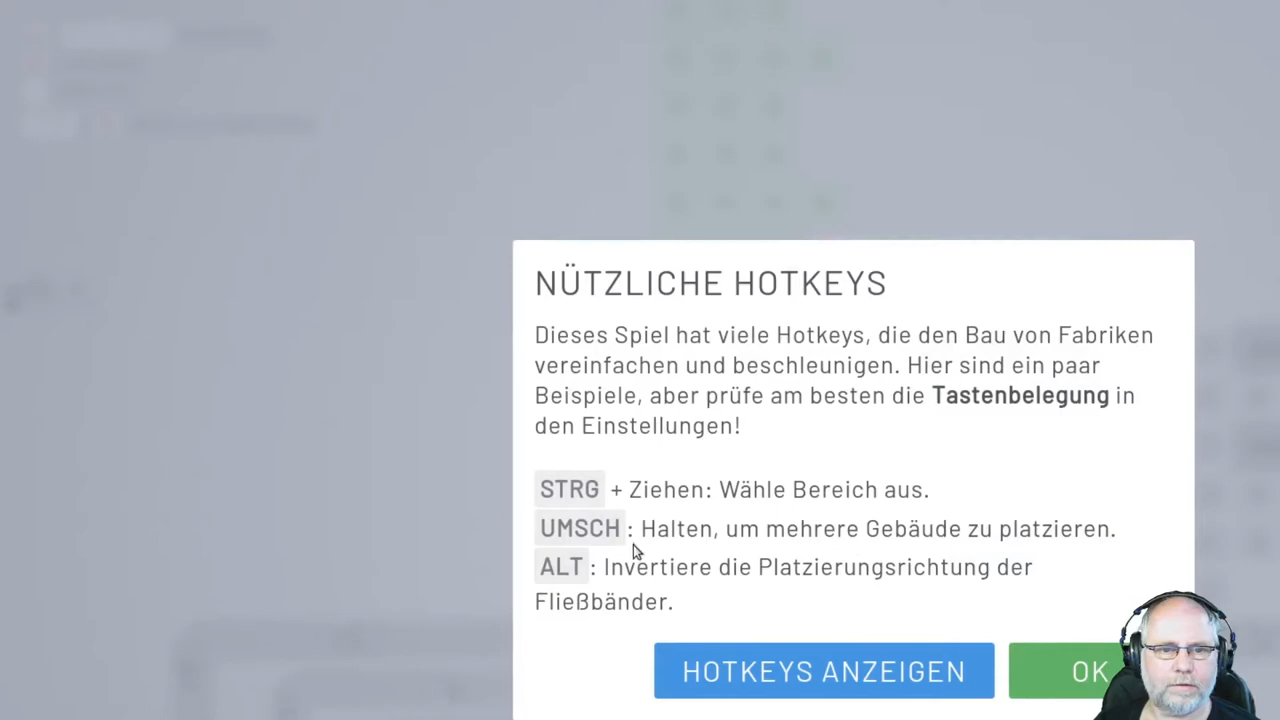 NÜTZLICHE HOTKEYS
Dieses Spiel hat viele Hotkeys, die den Bau von Fabriken
vereinfachen und beschleunigen. Hier sind ein paar
Beispiele, aber prüfe am besten die Tastenbelegung in
den Einstellungen!
STRG + Ziehen: Wähle Bereich aus.
UMSCH : Halten, um mehrere Gebäude zu platzieren.
ALT : Invertiere die Platzierungsrichtung der
Fließbänder.
HOTKEYS ANZEIGEN
OK